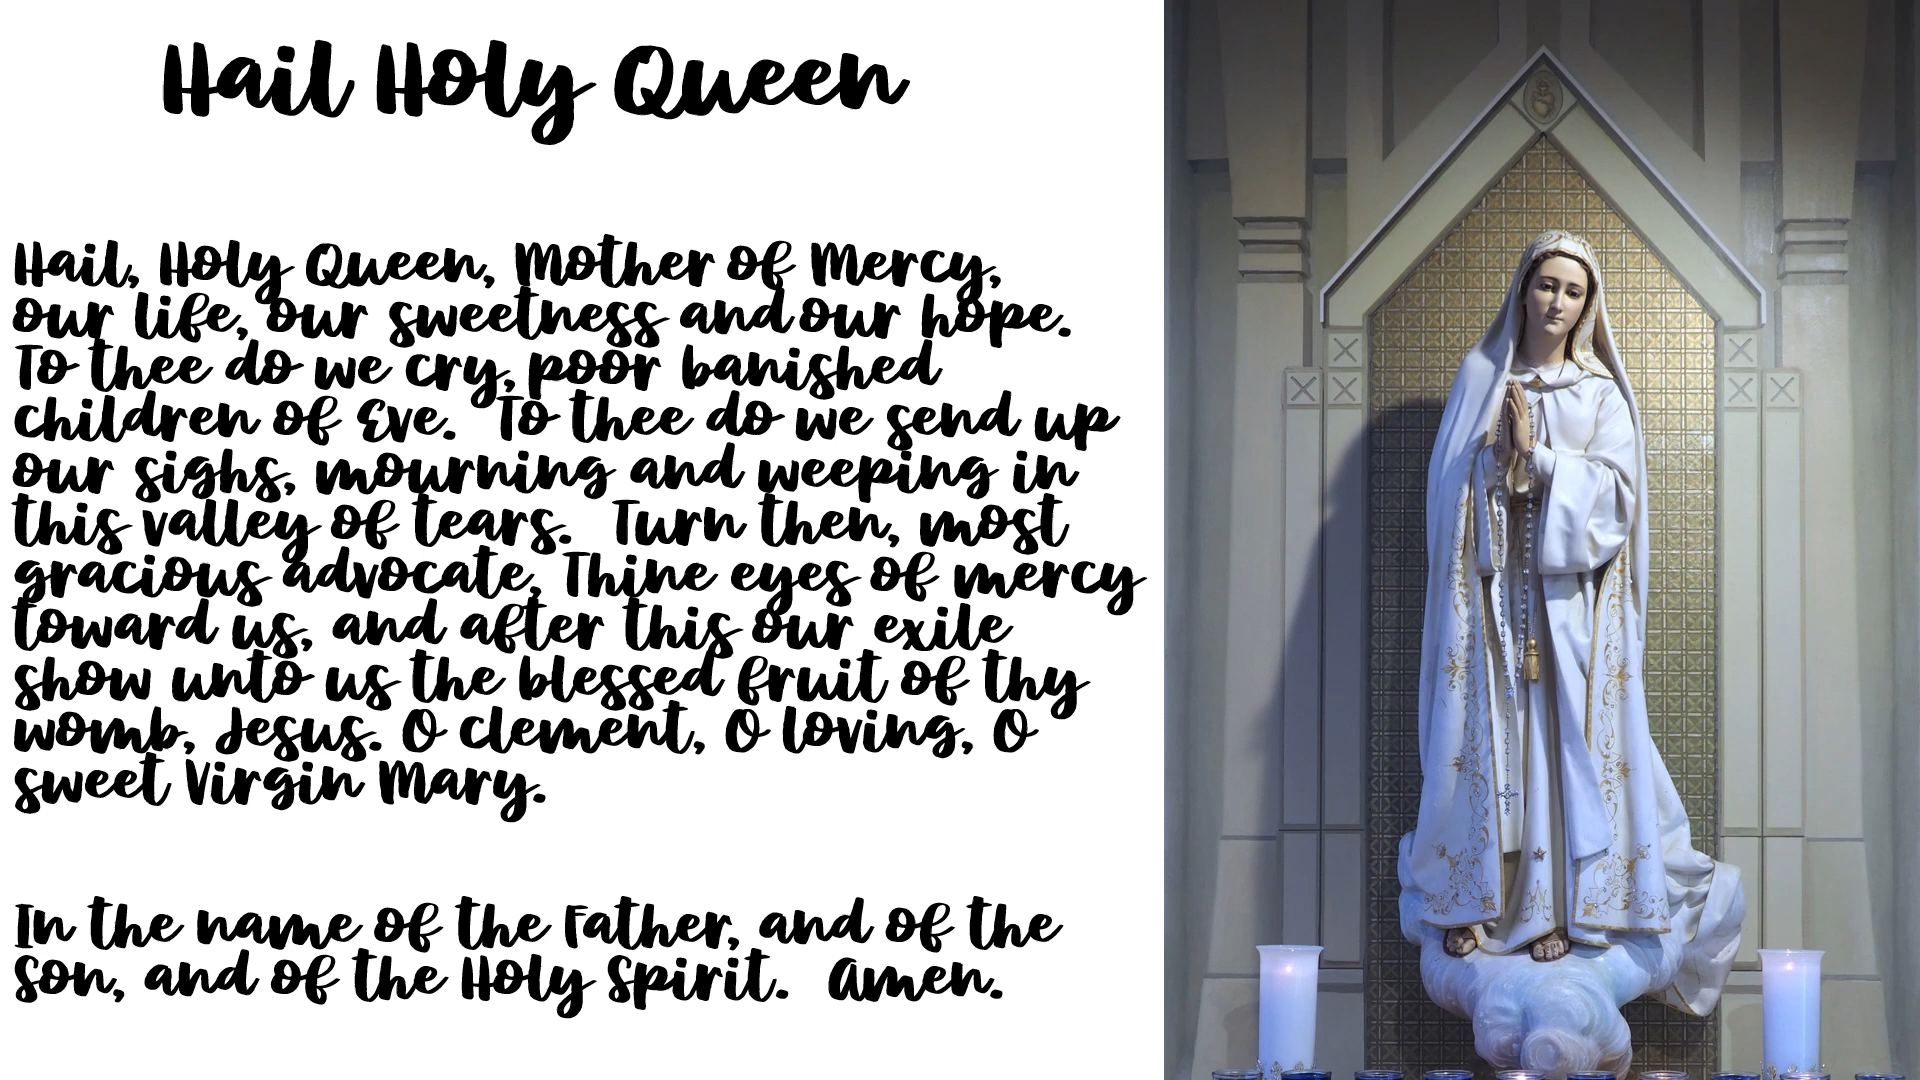 Hail Holy Queen
Hail, Holy Queen, Mother of Mercy,
our life, our sweetness and our hope.
To thee do we cry, poor banished
children of Eve. To thee do we send up
our sighs, mourning and weeping in
this valley of tears. Turn then, most
gracious advocate, Thine eyes of mercy
toward us, and after this our exile
show unto us the blessed fruit of thy
womb, Jesus. O clement, O loving, O
sweet Virgin Mary.
In the name of the Father, and of the
Son, and of the Holy Spirit. Amen.